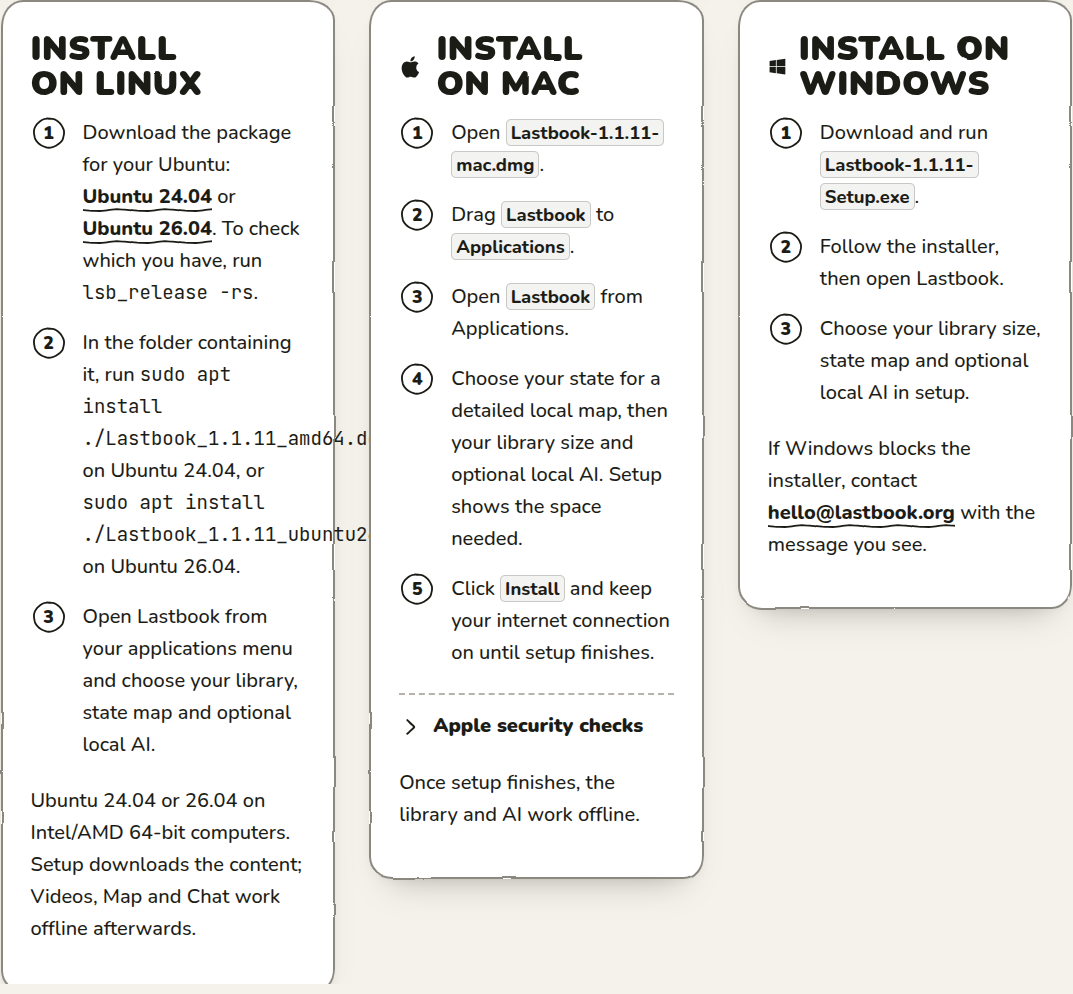 INSTALL
ON LINUX
1 Download the package
for your Ubuntu:
Ubuntu 24.04 or
Ubuntu 26.04. To check
which you have, run
lsb_release -rs.
2 In the folder containing
it, run sudo apt
install
./Lastbook_1.1.11_amd64.d
on Ubuntu 24.04, or
sudo apt install
./Lastbook_1.1.11_ubuntu2
on Ubuntu 26.04.
3 Open Lastbook from
your applications menu
and choose your library,
state map and optional
local AI.
Ubuntu 24.04 or 26.04 on
Intel/AMD 64-bit computers.
Setup downloads the content;
Videos, Map and Chat work
offline afterwards.
INSTALL
ON MAC
1 Open Lastbook-1.1.11-
mac.dmg.
2 Drag Lastbook to
Applications.
3 Open Lastbook from
Applications.
4 Choose your state for a
detailed local map, then
your library size and
optional local AI. Setup
shows the space
needed.
5 Click Install and keep
your internet connection
on until setup finishes.
Apple security checks
Once setup finishes, the
library and AI work offline.
INSTALL ON
WINDOWS
1 Download and run
Lastbook-1.1.11-
Setup.exe.
2 Follow the installer,
then open Lastbook.
3 Choose your library size,
state map and optional
local AI in setup.
If Windows blocks the
installer, contact
hello@lastbook.org with the
message you see.